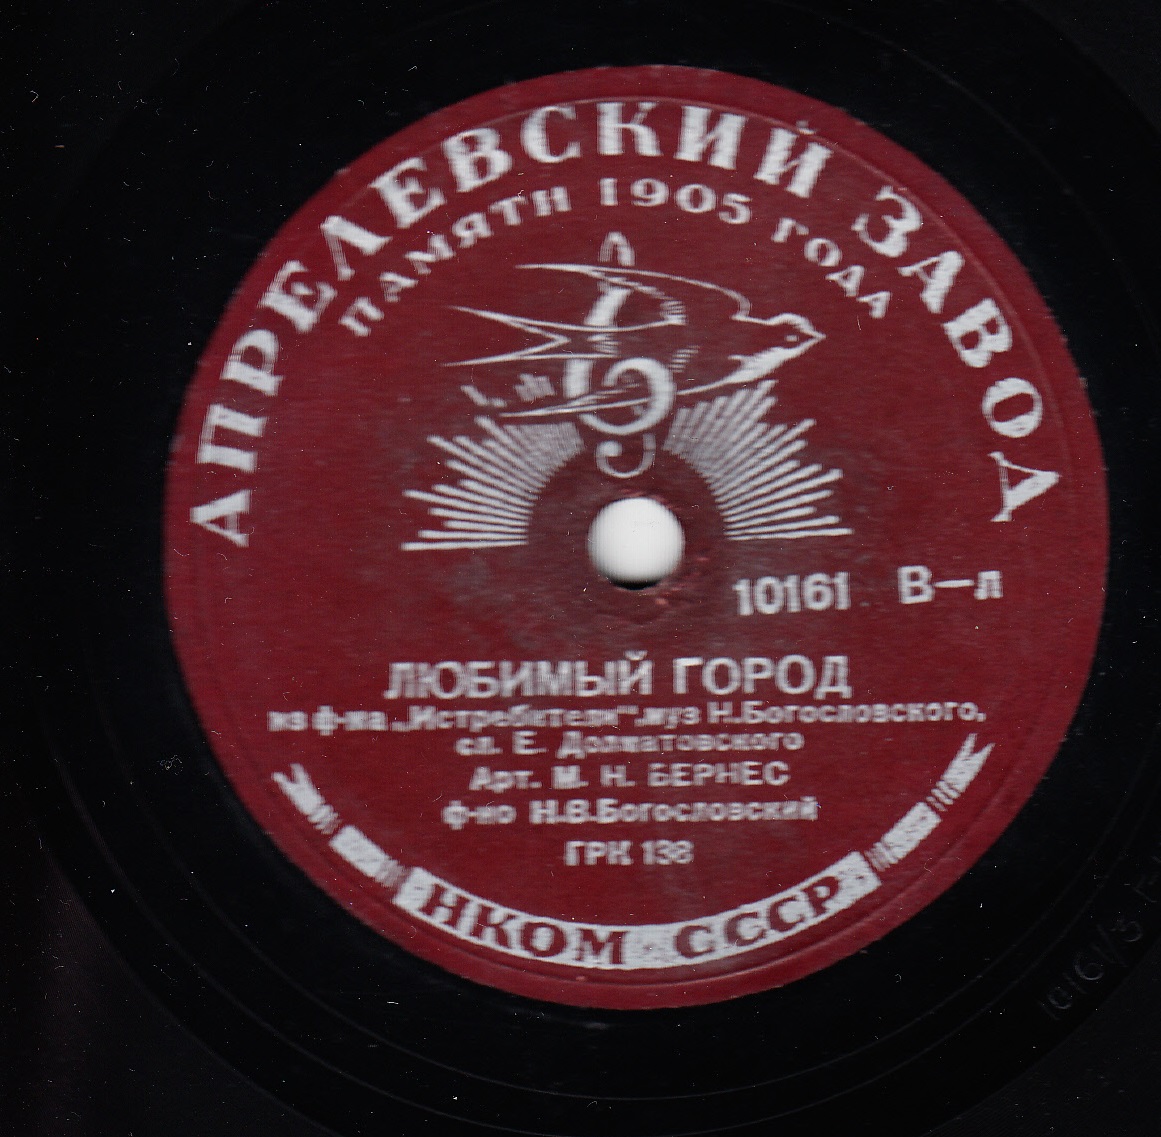 АПРЕЛЕВСКИЙ ЗАВОД
ПАМЯТИ 1905 ГОДА
10161 В—л
ЛЮБИМЫЙ ГОРОД
из ф-ма „Истребители" муз Н.Богословского,
сл. Е. Долматовского
Арт. М. Н. БЕРНЕС
ф-но Н.В.Богословский
ГРК 138
НКОМ СССР